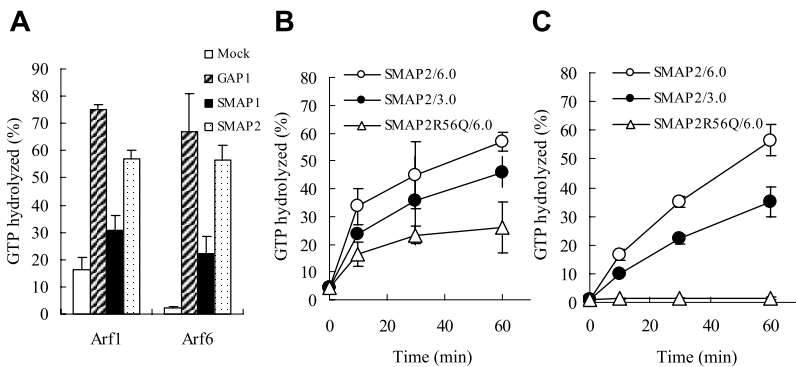 A
Mock
GAP1
SMAP1
SMAP2
GTP hydrolyzed (%)
90
80
70
60
50
40
30
20
10
0
Arf1
Arf6
B
SMAP2/6.0
SMAP2/3.0
SMAP2R56Q/6.0
GTP hydrolyzed (%)
80
70
60
50
40
30
20
10
0
0
20
40
60
Time (min)
C
SMAP2/6.0
SMAP2/3.0
SMAP2R56Q/6.0
GTP hydrolyzed (%)
80
70
60
50
40
30
20
10
0
0
20
40
60
Time (min)